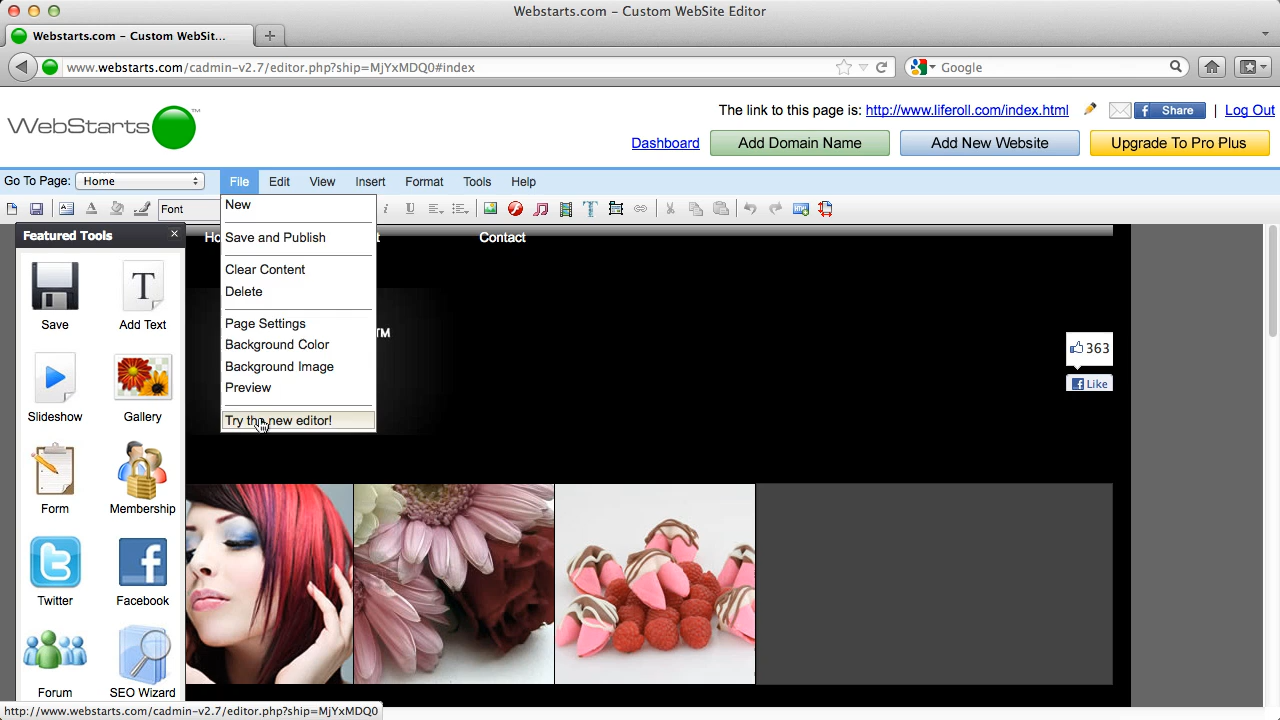 Webstarts.com – Custom WebSite Editor
Webstarts.com – Custom WebSit...
www.webstarts.com/cadmin-v2.7/editor.php?ship=MjYxMDQ0#index
Google
WebStarts™
The link to this page is: http://www.liferoll.com/index.html
Share | Log Out
Dashboard
Add Domain Name
Add New Website
Upgrade To Pro Plus
Go To Page: Home
File Edit View Insert Format Tools Help
Font
Featured Tools
Contact
New
Save and Publish
Clear Content
Delete
Page Settings
Background Color
Background Image
Preview
Try the new editor!
Save
Add Text
Slideshow
Gallery
Form
Membership
Twitter
Facebook
Forum
SEO Wizard
TM
363
Like
http://www.webstarts.com/cadmin-v2.7/editor.php?ship=MjYxMDQ0